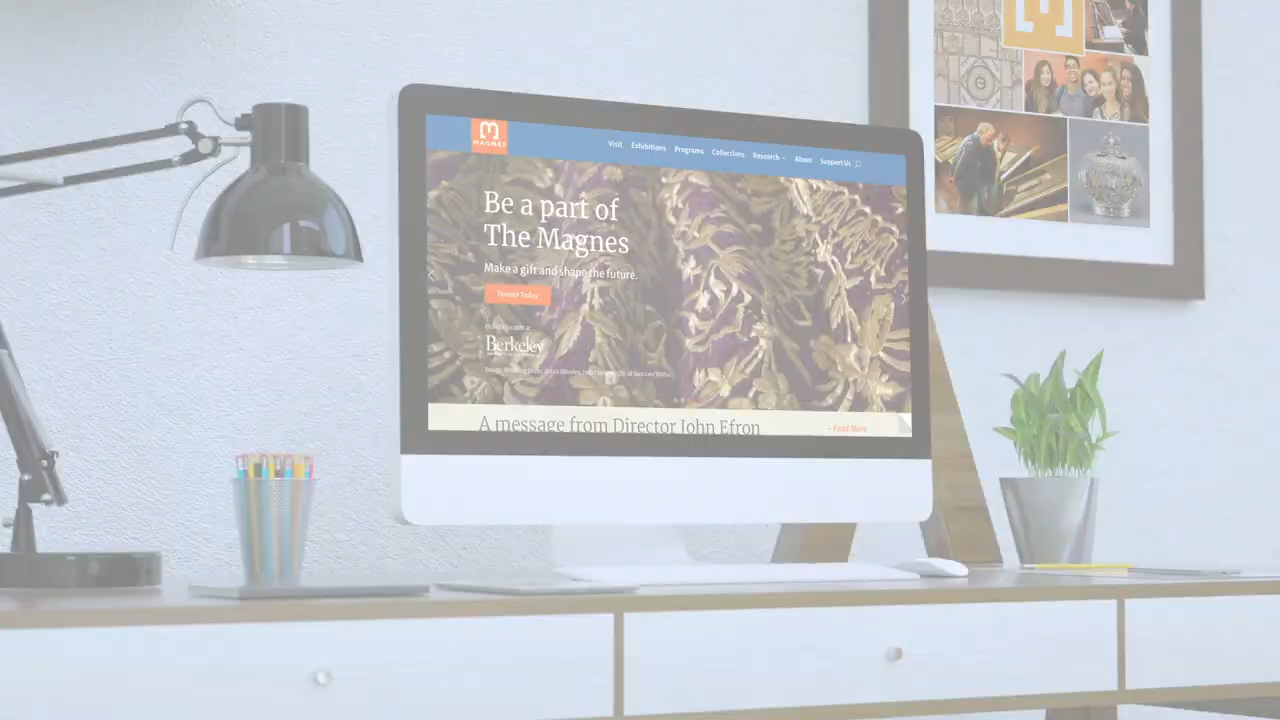 MAGNES
Visit Exhibitions Programs Collections Research About Support Us
Be a part of
The Magnes
Make a gift and shape the future.
Donate Today
Berkeley
A message from Director John Efron
Read More